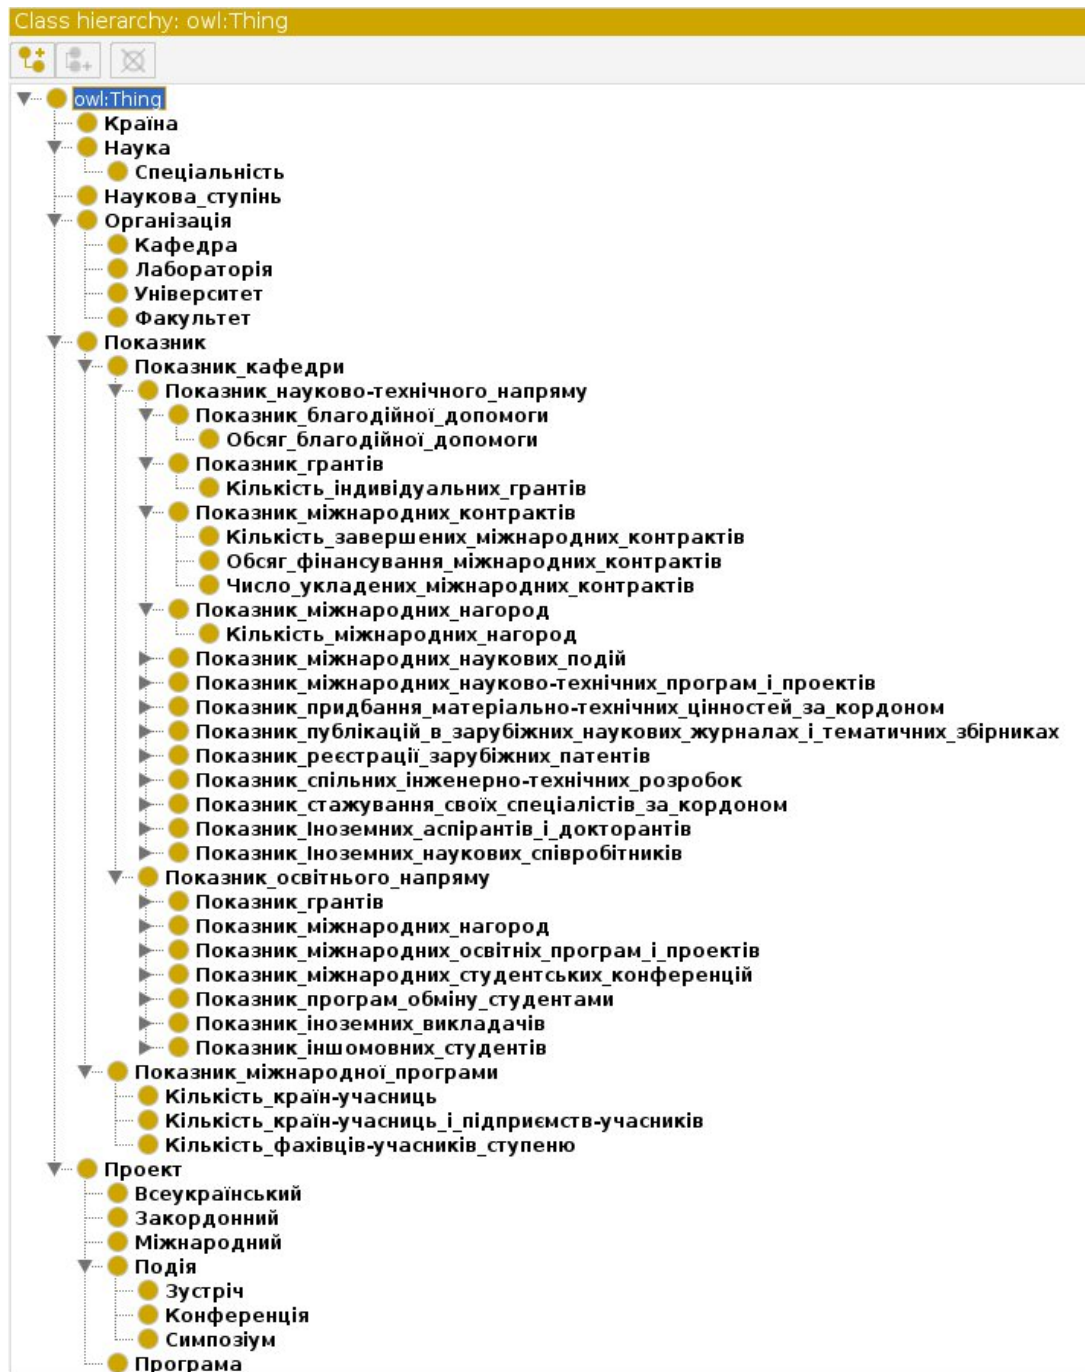 Class hierarchy: owl:Thing
owl:Thing
Країна
Наука
Спеціальність
Наукова_ступінь
Організація
Кафедра
Лабораторія
Університет
Факультет
Показник
Показник_кафедри
Показник_науково-технічного_напряму
Показник_благодійної_допомоги
Обсяг_благодійної_допомоги
Показник_грантів
Кількість_індивідуальних_грантів
Показник_міжнародних_контрактів
Кількість_завершених_міжнародних_контрактів
Обсяг_фінансування_міжнародних_контрактів
Число_укладених_міжнародних_контрактів
Показник_міжнародних_нагород
Кількість_міжнародних_нагород
Показник_міжнародних_наукових_подій
Показник_міжнародних_науково-технічних_програм_і_проектів
Показник_придбання_матеріально-технічних_цінностей_за_кордоном
Показник_публікацій_в_зарубіжних_наукових_журналах_і_тематичних_збірниках
Показник_реєстрації_зарубіжних_патентів
Показник_спільних_інженерно-технічних_розробок
Показник_стажування_своїх_спеціалістів_за_кордоном
Показник_Іноземних_аспірантів_і_докторантів
Показник_Іноземних_наукових_співробітників
Показник_освітнього_напряму
Показник_грантів
Показник_міжнародних_нагород
Показник_міжнародних_освітніх_програм_і_проектів
Показник_міжнародних_студентських_конференцій
Показник_програм_обміну_студентами
Показник_іноземних_викладачів
Показник_іншомовних_студентів
Показник_міжнародної_програми
Кількість_країн-учасниць
Кількість_країн-учасниць_і_підприємств-учасників
Кількість_фахівців-учасників_ступеню
Проект
Всеукраїнський
Закордонний
Міжнародний
Подія
Зустріч
Конференція
Симпозіум
Програма